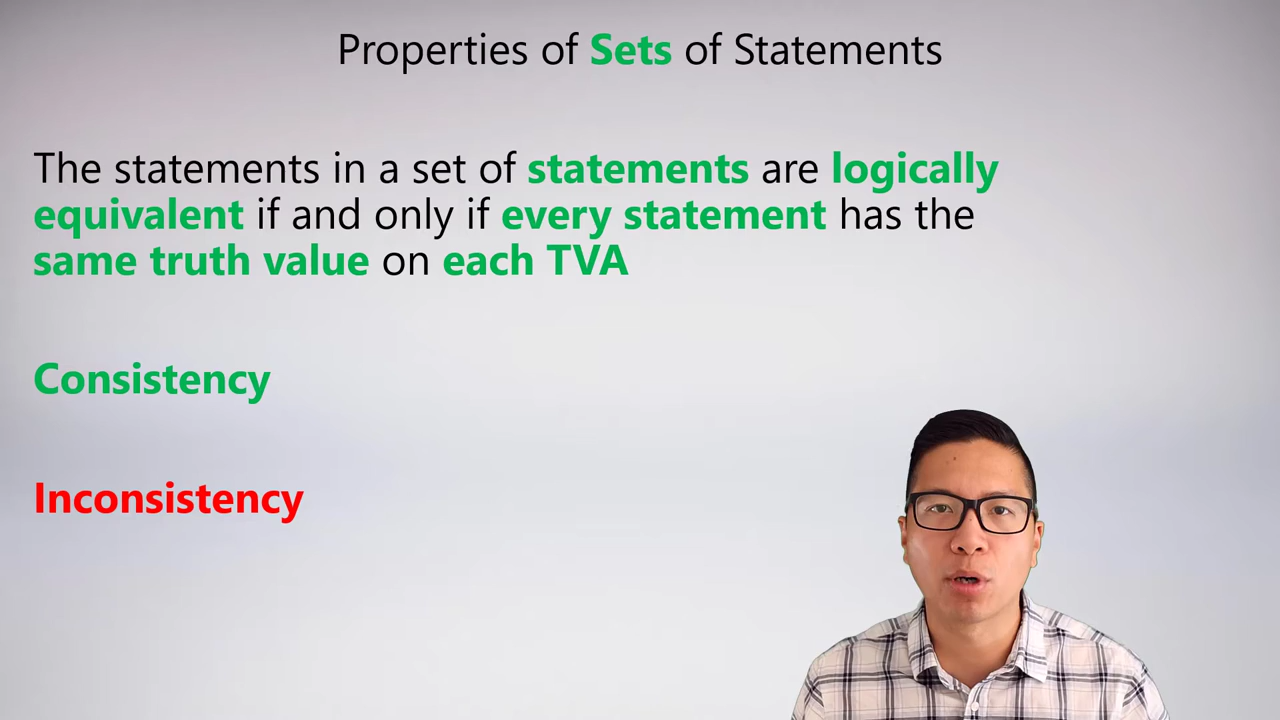 Properties of Sets of Statements
The statements in a set of statements are logically
equivalent if and only if every statement has the
same truth value on each TVA
Consistency
Inconsistency